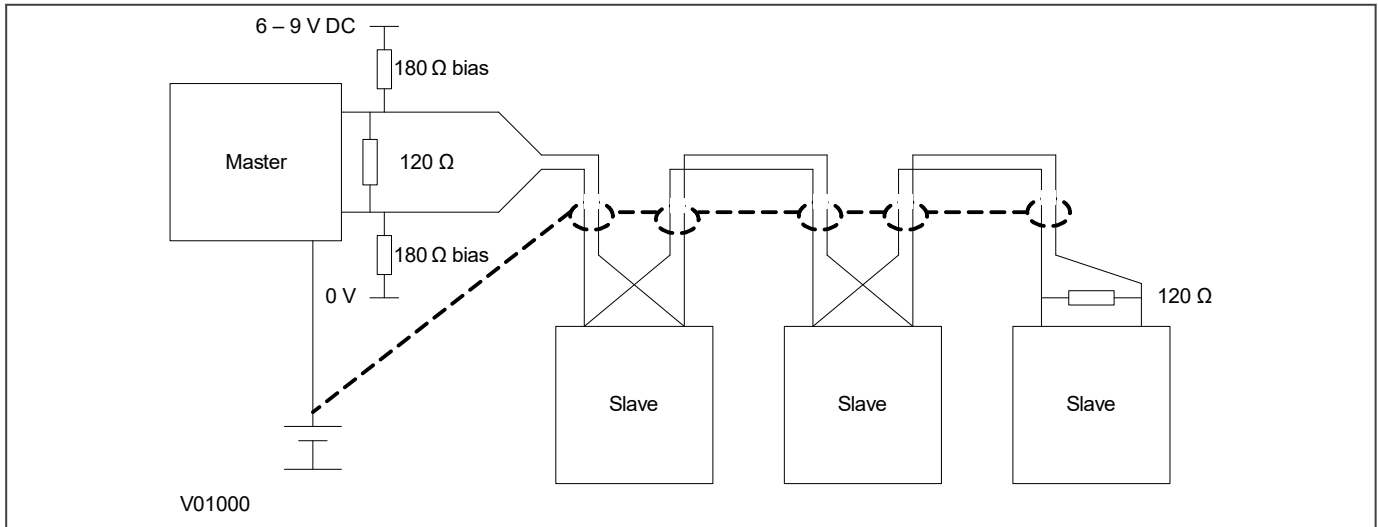 6 – 9 V DC
180 Ω bias
Master
120 Ω
180 Ω bias
0 V
120 Ω
Slave
Slave
Slave
V01000